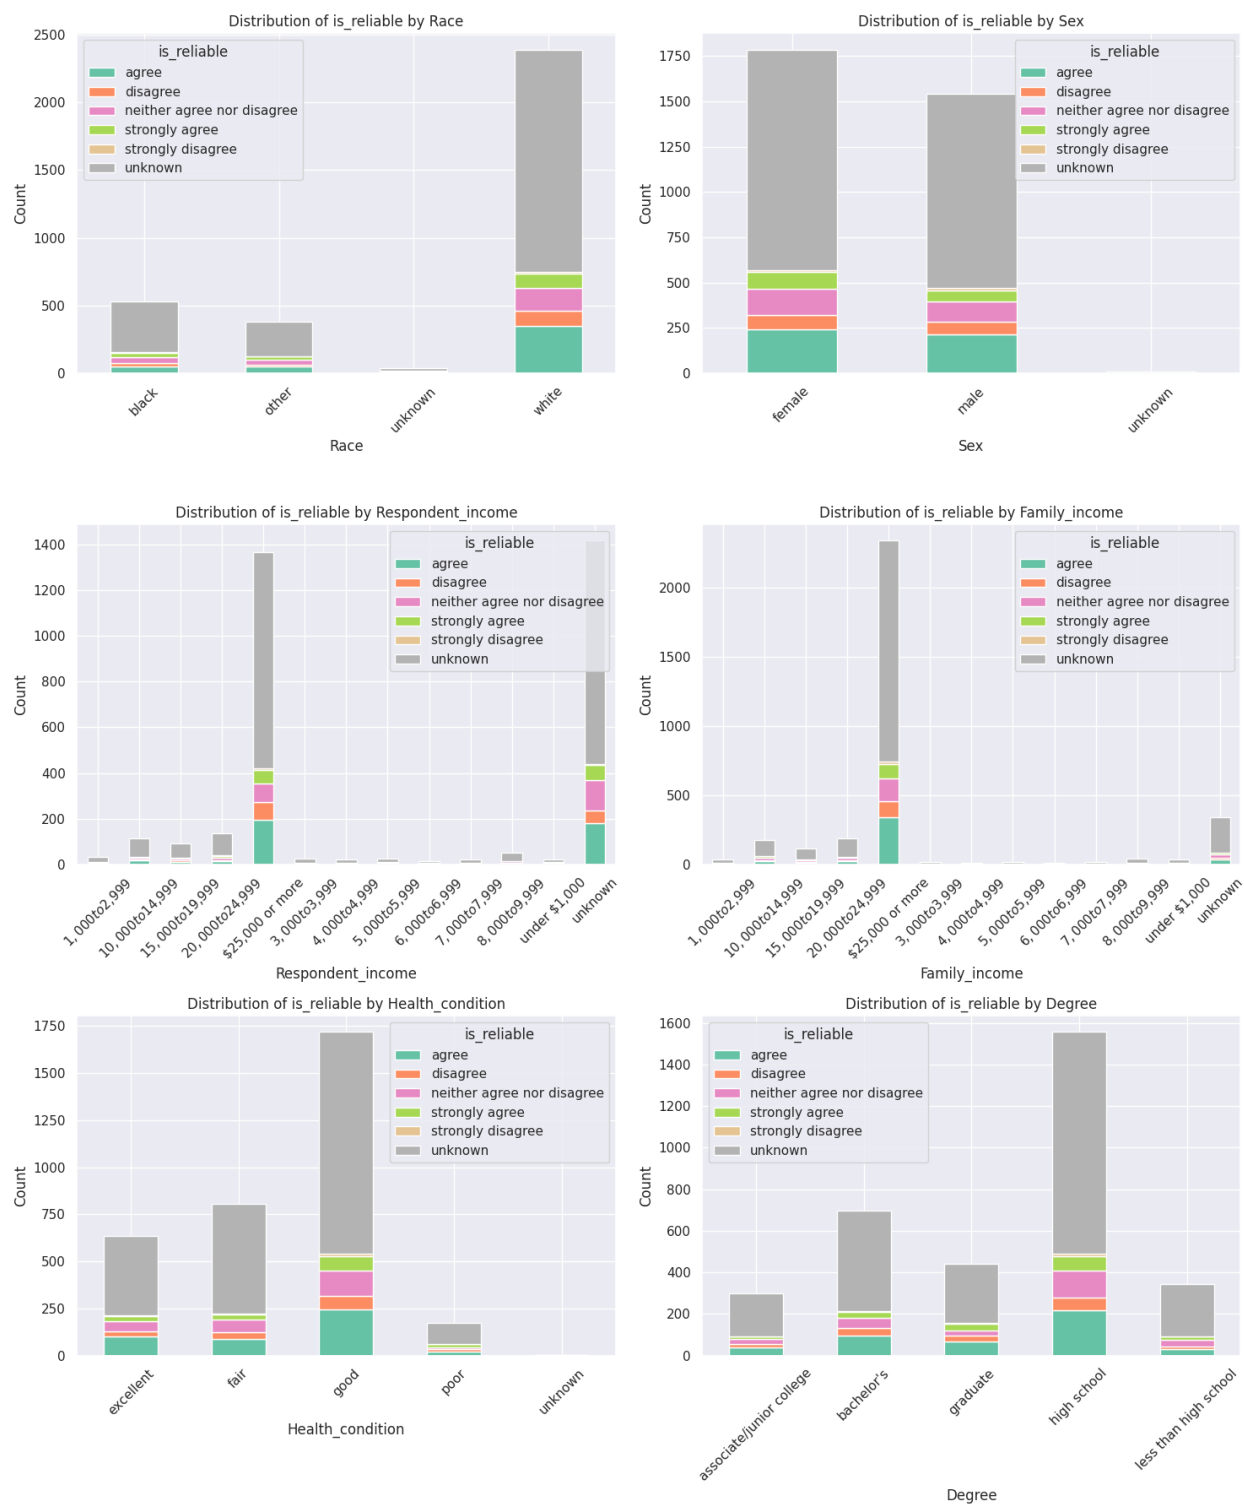 Distribution of is_reliable by Race
Count
2500
2000
1500
1000
500
0
is_reliable
agree
disagree
neither agree nor disagree
strongly agree
strongly disagree
unknown
black
other
unknown
white
Race
Distribution of is_reliable by Sex
Count
1750
1500
1250
1000
750
500
250
0
is_reliable
agree
disagree
neither agree nor disagree
strongly agree
strongly disagree
unknown
female
male
unknown
Sex
Distribution of is_reliable by Respondent_income
Count
1400
1200
1000
800
600
400
200
0
is_reliable
agree
disagree
neither agree nor disagree
strongly agree
strongly disagree
unknown
1,000to2,999
10,000to14,999
15,000to19,999
20,000to24,999
$25,000 or more
3,000to3,999
4,000to4,999
5,000to5,999
6,000to6,999
7,000to7,999
8,000to9,999
under $1,000
unknown
Respondent_income
Distribution of is_reliable by Family_income
Count
2000
1500
1000
500
0
is_reliable
agree
disagree
neither agree nor disagree
strongly agree
strongly disagree
unknown
1,000to2,999
10,000to14,999
15,000to19,999
20,000to24,999
$25,000 or more
3,000to3,999
4,000to4,999
5,000to5,999
6,000to6,999
7,000to7,999
8,000to9,999
under $1,000
unknown
Family_income
Distribution of is_reliable by Health_condition
Count
1750
1500
1250
1000
750
500
250
0
is_reliable
agree
disagree
neither agree nor disagree
strongly agree
strongly disagree
unknown
excellent
fair
good
poor
unknown
Health_condition
Distribution of is_reliable by Degree
Count
1600
1400
1200
1000
800
600
400
200
0
is_reliable
agree
disagree
neither agree nor disagree
strongly agree
strongly disagree
unknown
associate/junior college
bachelor's
graduate
high school
less than high school
Degree